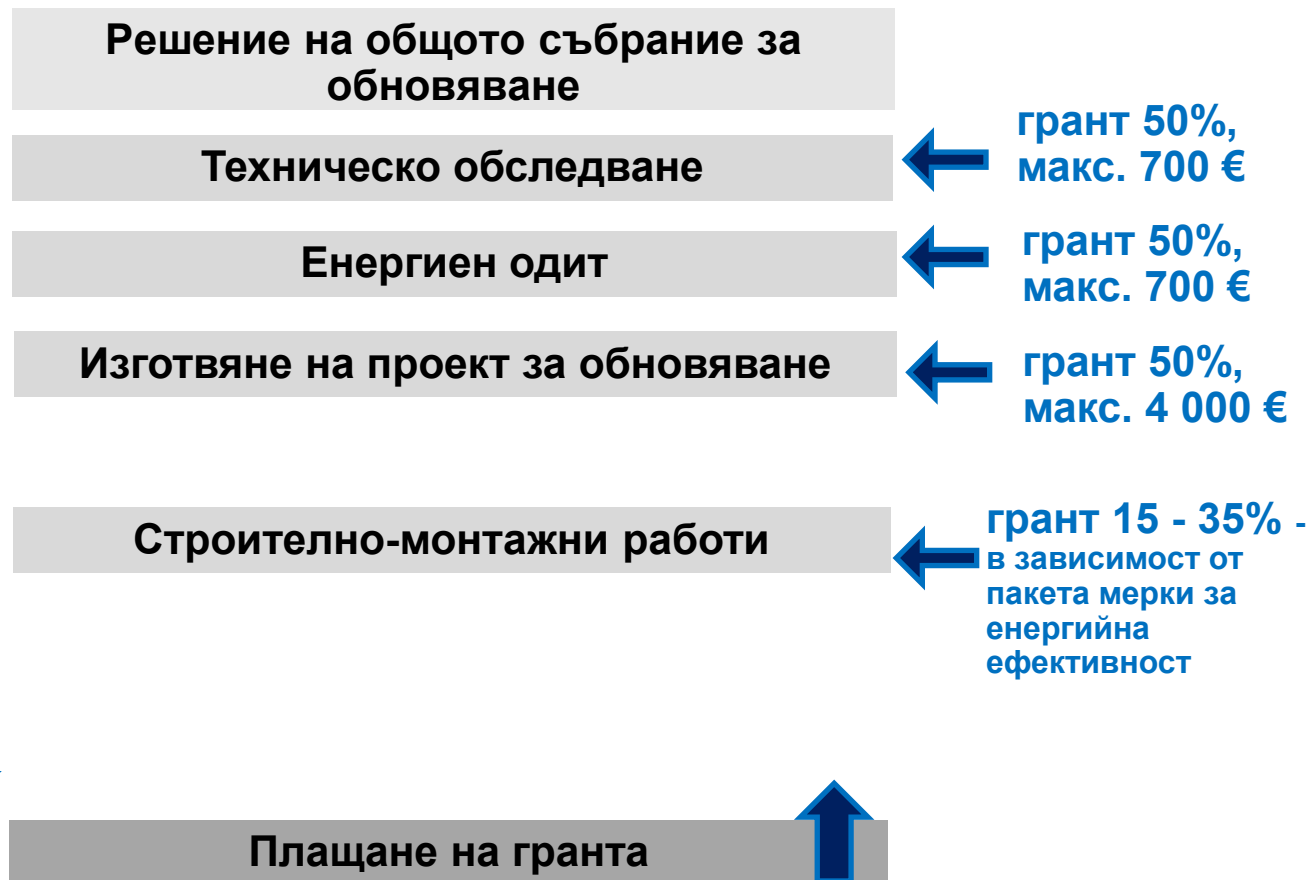 Решение на общото събрание за
обновяване
грант 50%,
макс. 700 €
Техническо обследване
грант 50%,
макс. 700 €
Енергиен одит
грант 50%,
макс. 4 000 €
Изготвяне на проект за обновяване
грант 15 - 35% -
в зависимост от
пакета мерки за
енергийна
ефективност
Строително-монтажни работи
Плащане на гранта